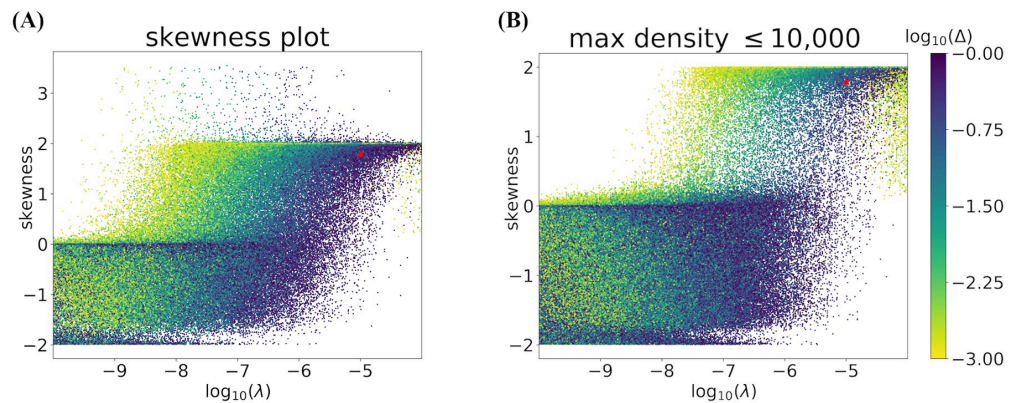 (A)
skewness plot
skewness
3
2
1
0
−1
−2
−9
−8
−7
−6
−5
log₁₀(λ)
(B)
max density ≤10,000
skewness
2
1
0
−1
2
−9
−8
−7
−6
−5
log₁₀(λ)
log₁₀(Δ)
−0.00
−0.75
−1.50
−2.25
−3.00